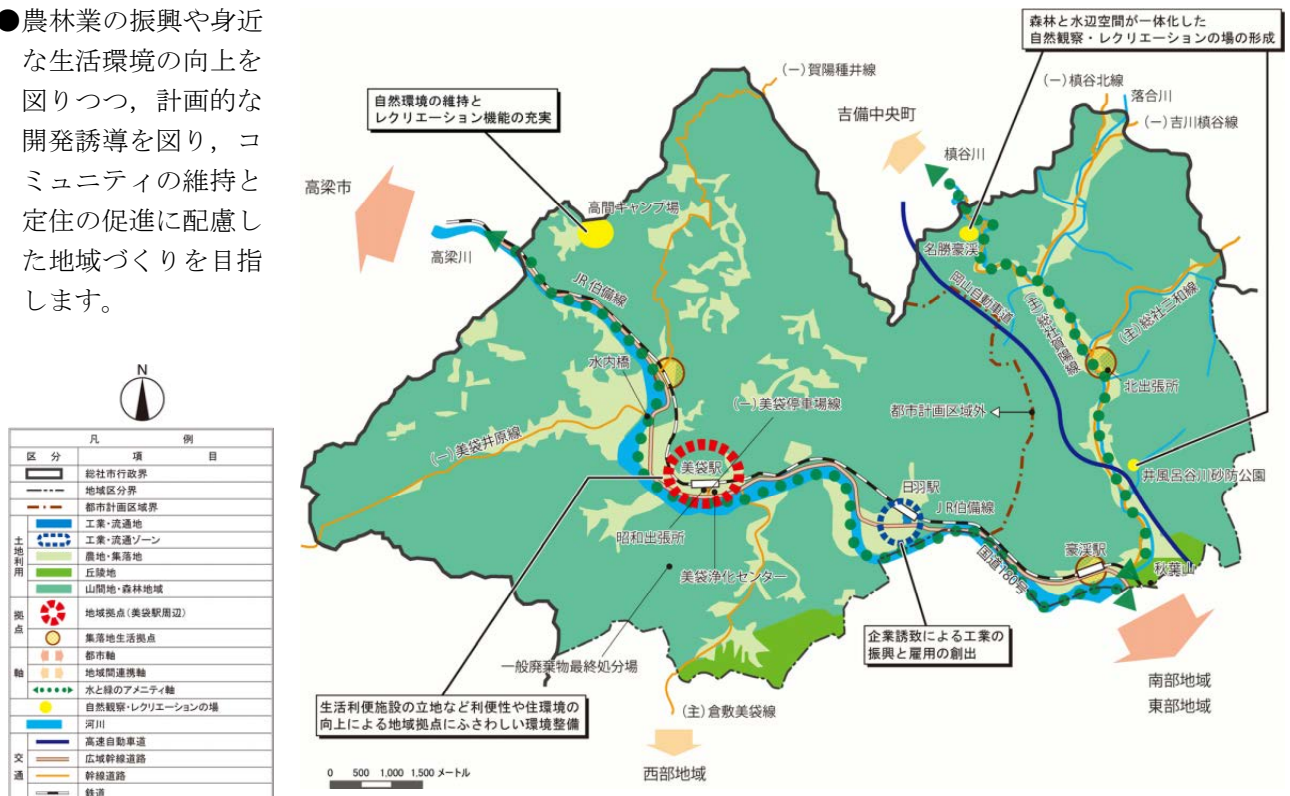 ●農林業の振興や身近
な生活環境の向上を
図りつつ，計画的な
開発誘導を図り，コ
ミュニティの維持と
定住の促進に配慮し
た地域づくりを目指
します。
森林と水辺空間が一体化した
自然観察・レクリエーションの場の形成
(一)賀陽種井線
自然環境の維持と
レクリエーション機能の充実
吉備中央町
(一)槙谷北線
落合川
(一)吉川槙谷線
槙谷川
高梁市
高間キャンプ場
名勝豪渓
高梁川
JR伯備線
岡山自動車道
(主)総社賀陽線
(主)総社三和線
水内橋
北出張所
(一)美袋停車場線
都市計画区域外
(一)美袋井原線
美袋駅
井風呂谷川砂防公園
日羽駅
JR伯備線
昭和出張所
豪渓駅
国道180号
秋葉山
美袋浄化センター
企業誘致による工業の
振興と雇用の創出
一般廃棄物最終処分場
南部地域
東部地域
生活利便施設の立地など利便性や住環境の
向上による地域拠点にふさわしい環境整備
(主)倉敷美袋線
西部地域
0 500 1,000 1,500 メートル
N
凡 例
区 分 項 目
総社市行政界
地域区分界
都市計画区域界
土地利用
工業・流通地
工業・流通ゾーン
農地・集落地
丘陵地
山間地・森林地域
拠点
地域拠点(美袋駅周辺)
集落地生活拠点
軸
都市軸
地域間連携軸
水と緑のアメニティ軸
自然観察・レクリエーションの場
河川
交通
高速自動車道
広域幹線道路
幹線道路
鉄道